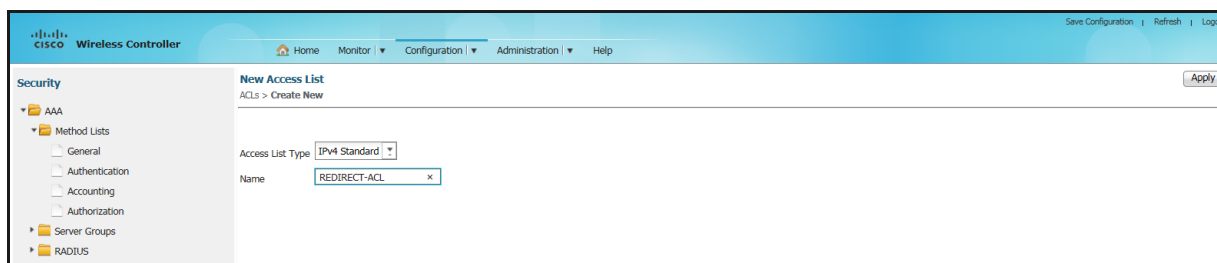 Save Configuration | Refresh | Logo
CISCO Wireless Controller
Home Monitor Configuration Administration Help
Security
New Access List
Apply
ACLs > Create New
AAA
Method Lists
General
Access List Type IPv4 Standard
Authentication
Name REDIRECT-ACL ×
Accounting
Authorization
Server Groups
RADIUS